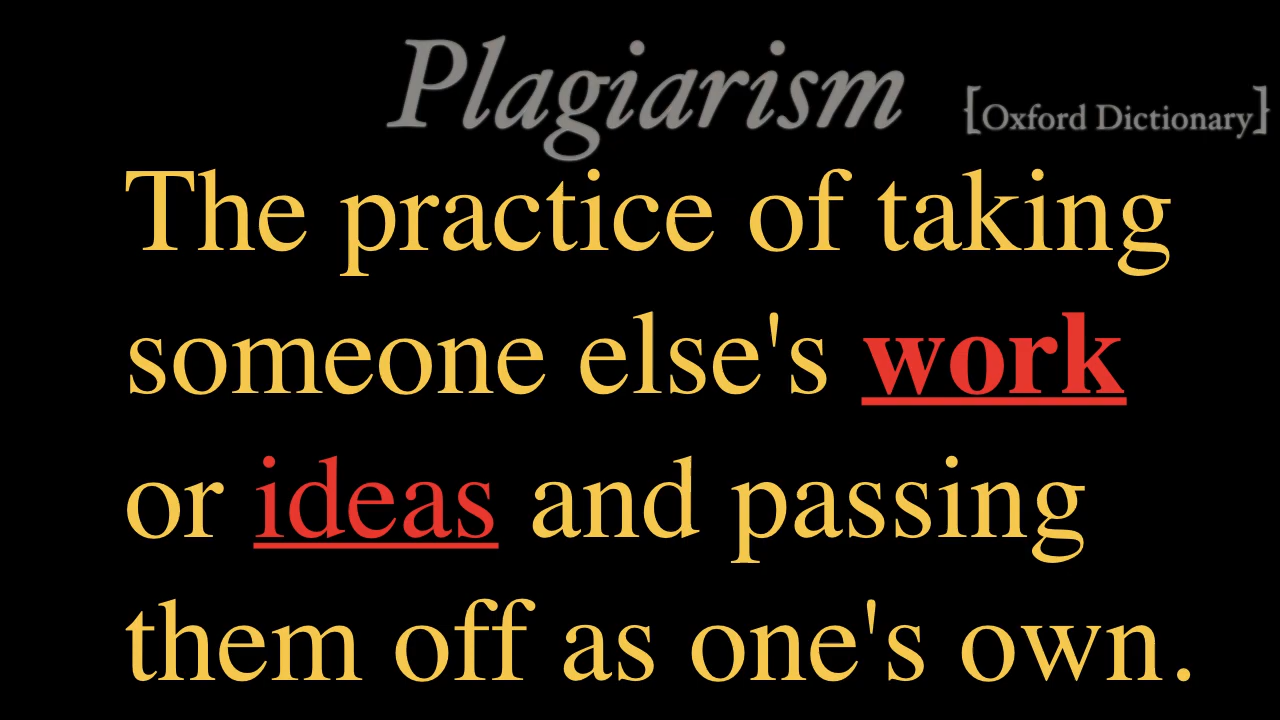 Plagiarism [Oxford Dictionary]
The practice of taking
someone else's work
or ideas and passing
them off as one's own.